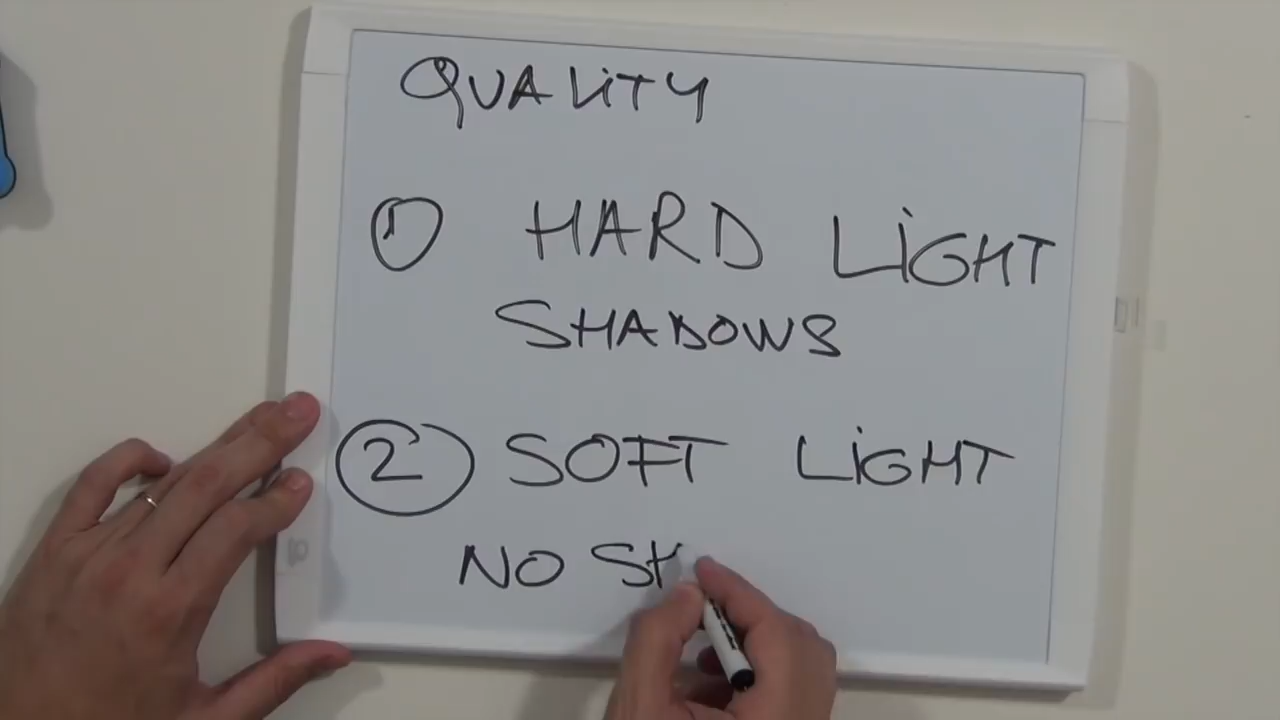 QUALITY
1 HARD LIGHT
SHADOWS
2 SOFT LIGHT
NO SH